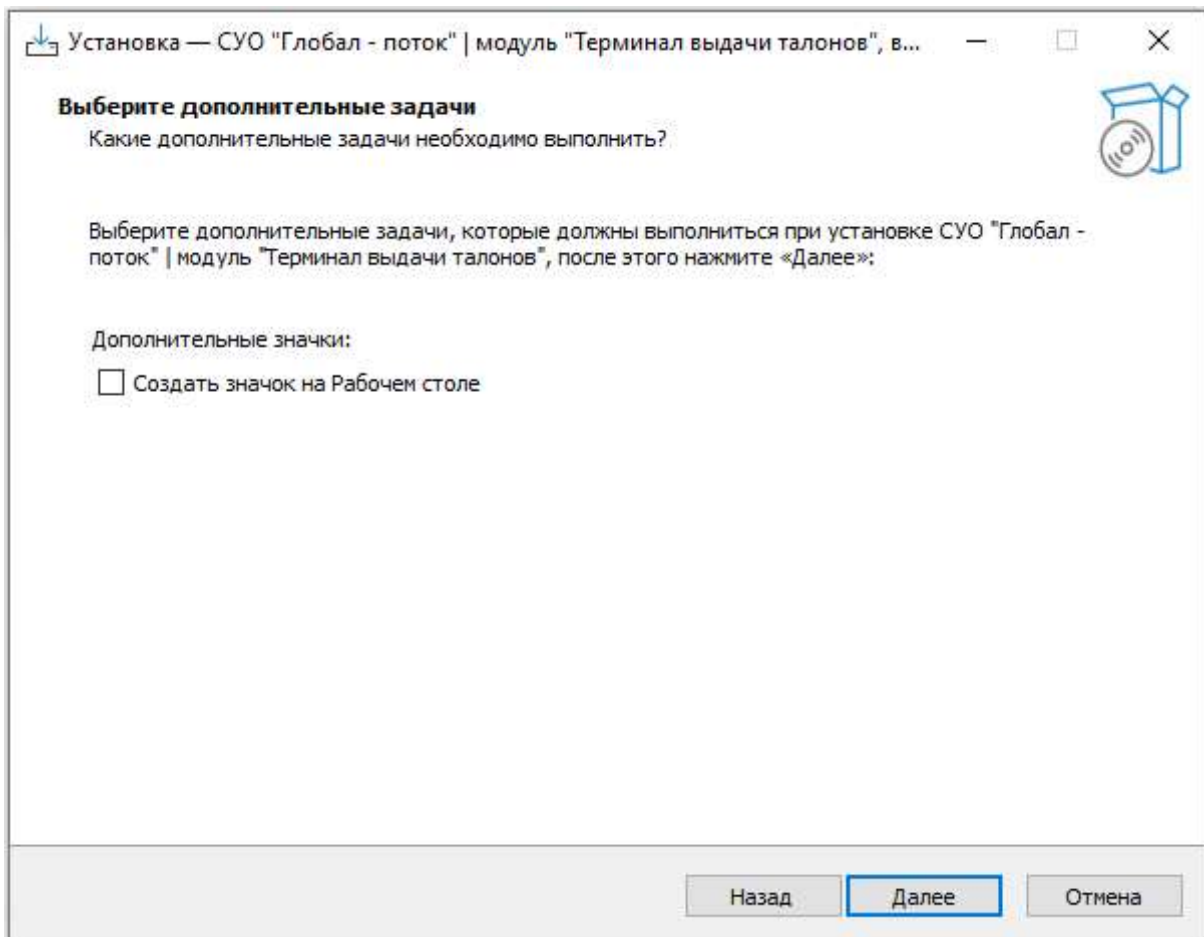 Установка — СУО "Глобал - поток" | модуль "Терминал выдачи талонов", в...
Выберите дополнительные задачи
Какие дополнительные задачи необходимо выполнить?
Выберите дополнительные задачи, которые должны выполниться при установке СУО "Глобал -
поток" | модуль "Терминал выдачи талонов", после этого нажмите «Далее»:
Дополнительные значки:
Создать значок на Рабочем столе
Назад Далее Отмена